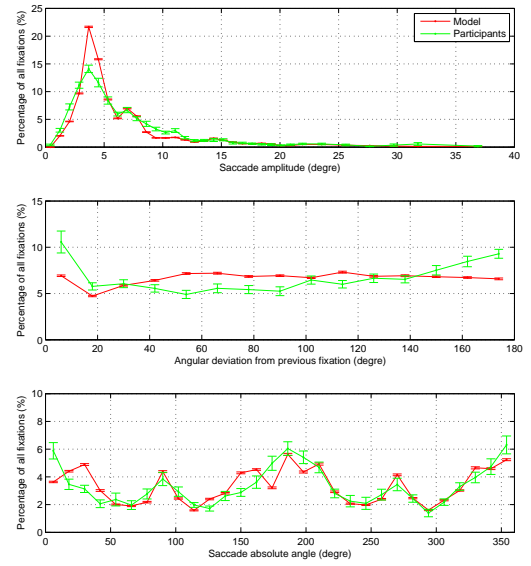 Percentage of all fixations (%)
25
20
15
10
5
0
0 5 10 15 20 25 30 35 40
Saccade amplitude (degre)
Model
Participants
Percentage of all fixations (%)
15
10
5
0
0 20 40 60 80 100 120 140 160 180
Angular deviation from previous fixation (degre)
Percentage of all fixations (%)
10
8
6
4
2
0
0 50 100 150 200 250 300 350
Saccade absolute angle (degre)